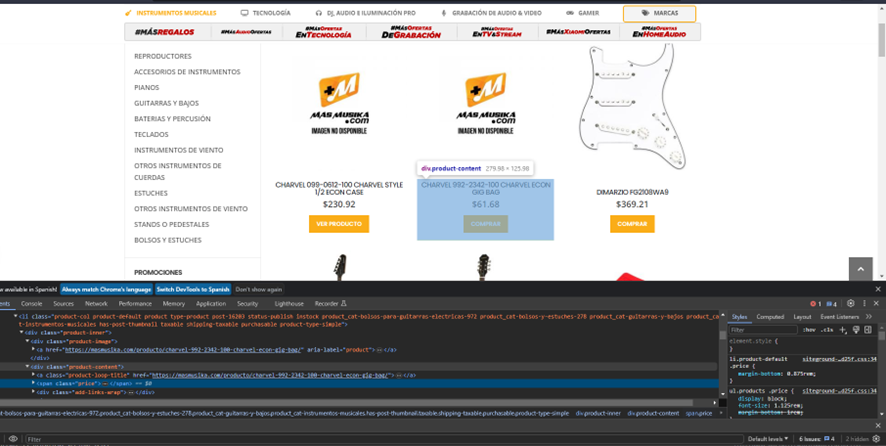 INSTRUMENTOS MUSICALES
TECNOLOGÍA
DJ, AUDIO E ILUMINACIÓN PRO
GRABACIÓN DE AUDIO & VIDEO
GAMER
MARCAS
#MÁSREGALOS
#MÁSAUDIOOFERTAS
#MÁSOFERTAS
ENTECNOLOGÍA
#MÁSOFERTAS
DEGRABACIÓN
#MÁSOFERTAS
ENTV&STREAM
#MÁSXIAOMIOFERTAS
#MÁSOFERTAS
ENHOMEAUDIO
REPRODUCTORES
ACCESORIOS DE INSTRUMENTOS
PIANOS
GUITARRAS Y BAJOS
BATERIAS Y PERCUSIÓN
TECLADOS
INSTRUMENTOS DE VIENTO
OTROS INSTRUMENTOS DE
CUERDAS
ESTUCHES
OTROS INSTRUMENTOS DE VIENTO
STANDS O PEDESTALES
BOLSOS Y ESTUCHES
PROMOCIONES
MAS MUSIKA
.COM
IMAGEN NO DISPONIBLE
CHARVEL 099-0612-100 CHARVEL STYLE
1/2 ECON CASE
$230.92
VER PRODUCTO
MAS MUSIKA
.COM
IMAGEN NO DISPONIBLE
div.product-content 279.98 × 125.98
CHARVEL 992-2342-100 CHARVEL ECON
GIG BAG
$61.68
COMPRAR
DIMARZIO FG2108WA9
$369.21
COMPRAR
w available in Spanish!
Always match Chrome's language
Switch DevTools to Spanish
Don't show again
ents Console Sources Network Performance Memory Application Security Lighthouse Recorder
1 4
<li class="product-col product-default product type-product post-16203 status-publish instock product_cat-bolsos-para-guitarras-electricas-972 product_cat-bolsos-y-estuches-278 product_cat-guitarras-y-bajos product_ca
t-instrumentos-musicales has-post-thumbnail taxable shipping-taxable purchasable product-type-simple">
<div class="product-inner">
<div class="product-image">
<a href="https://masmusika.com/producto/charvel-992-2342-100-charvel-econ-gig-bag/" aria-label="product">…</a>
</div>
<div class="product-content">
<a class="product-loop-title" href="https://masmusika.com/producto/charvel-992-2342-100-charvel-econ-gig-bag/">…</a>
<span class="price">…</span> == $0
<div class="add-links-wrap">…</div>
Styles Computed Layout Event Listeners
Filter :hov .cls
element.style {
}
li.product-default siteground-…d25f.css:34
.price {
margin-bottom: 0.875rem;
}
ul.products .price { siteground-…d25f.css:34
display: block;
font-size: 1.125rem;
margin-bottom: 1rem;
at-bolsos-para-guitarras-electricas-972.product_cat-bolsos-y-estuches-278.product_cat-guitarras-y-bajos.product_cat-instrumentos-musicales.has-post-thumbnail.taxable.shipping-taxable.purchasable.product-type-simple div.product-inner div.product-content span.price
Filter
Default levels 6 Issues: 4 2 hidden